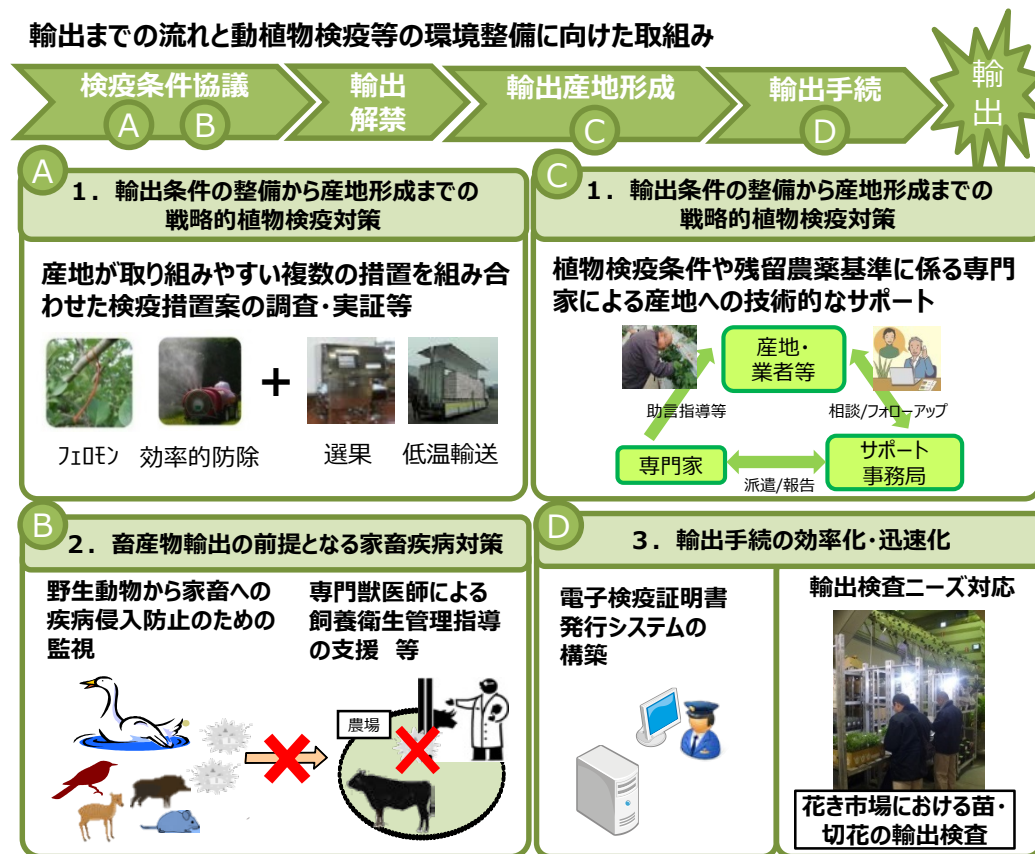 輸出までの流れと動植物検疫等の環境整備に向けた取組み
検疫条件協議
A B
輸出
解禁
輸出産地形成
C
輸出手続
D
輸
出
A
1．輸出条件の整備から産地形成までの
戦略的植物検疫対策
産地が取り組みやすい複数の措置を組み合
わせた検疫措置案の調査・実証等
+
ﾌｪﾛﾓﾝ 効率的防除 選果 低温輸送
C
1．輸出条件の整備から産地形成までの
戦略的植物検疫対策
植物検疫条件や残留農薬基準に係る専門
家による産地への技術的なサポート
産地・
業者等
助言指導等
相談/ﾌｫﾛｰｱｯﾌﾟ
専門家
サポート
事務局
派遣/報告
B
2．畜産物輸出の前提となる家畜疾病対策
野生動物から家畜への
疾病侵入防止のための
監視
専門獣医師による
飼養衛生管理指導
の支援 等
農場
D
3．輸出手続の効率化・迅速化
電子検疫証明書
発行システムの
構築
輸出検査ニーズ対応
花き市場における苗・
切花の輸出検査